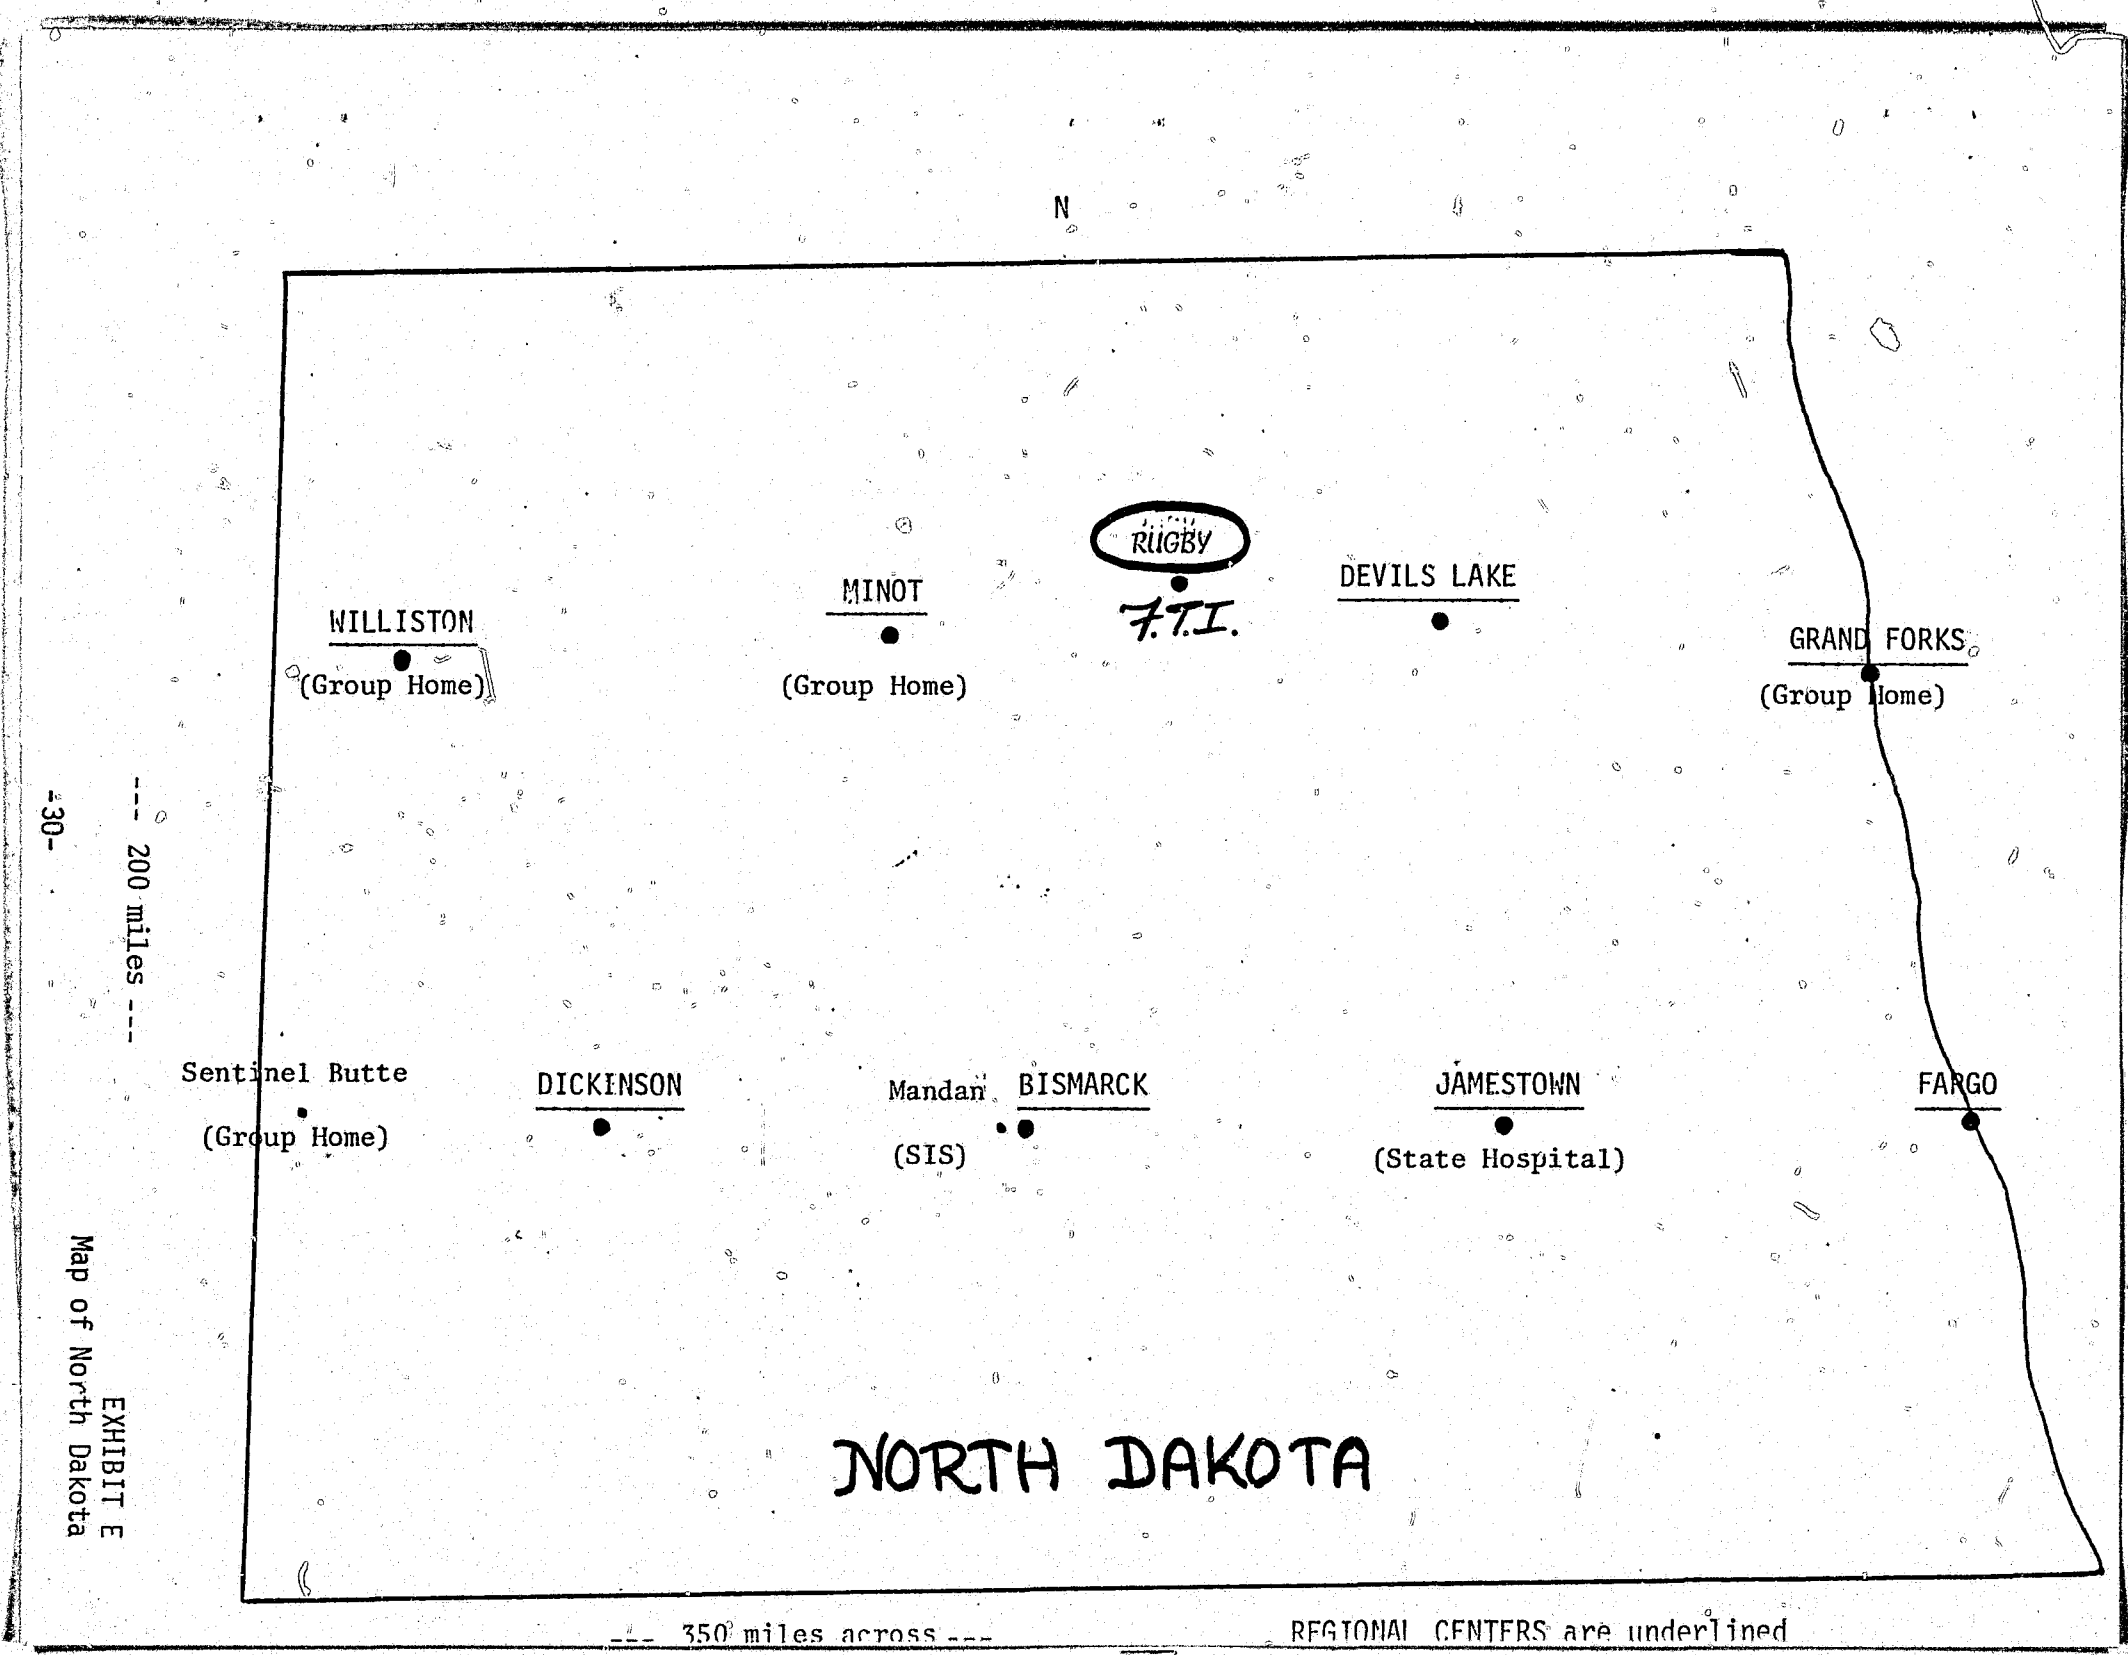 N
RUGBY
F.T.I.
DEVILS LAKE
MINOT
(Group Home)
WILLISTON
(Group Home)
GRAND FORKS
(Group Home)
Sentinel Butte
(Group Home)
DICKINSON
Mandan
(SIS)
BISMARCK
JAMESTOWN
(State Hospital)
FARGO
NORTH DAKOTA
--- 350 miles across ---
REGIONAL CENTERS are underlined
--- 200 miles ---
-30-
EXHIBIT E
Map of North Dakota